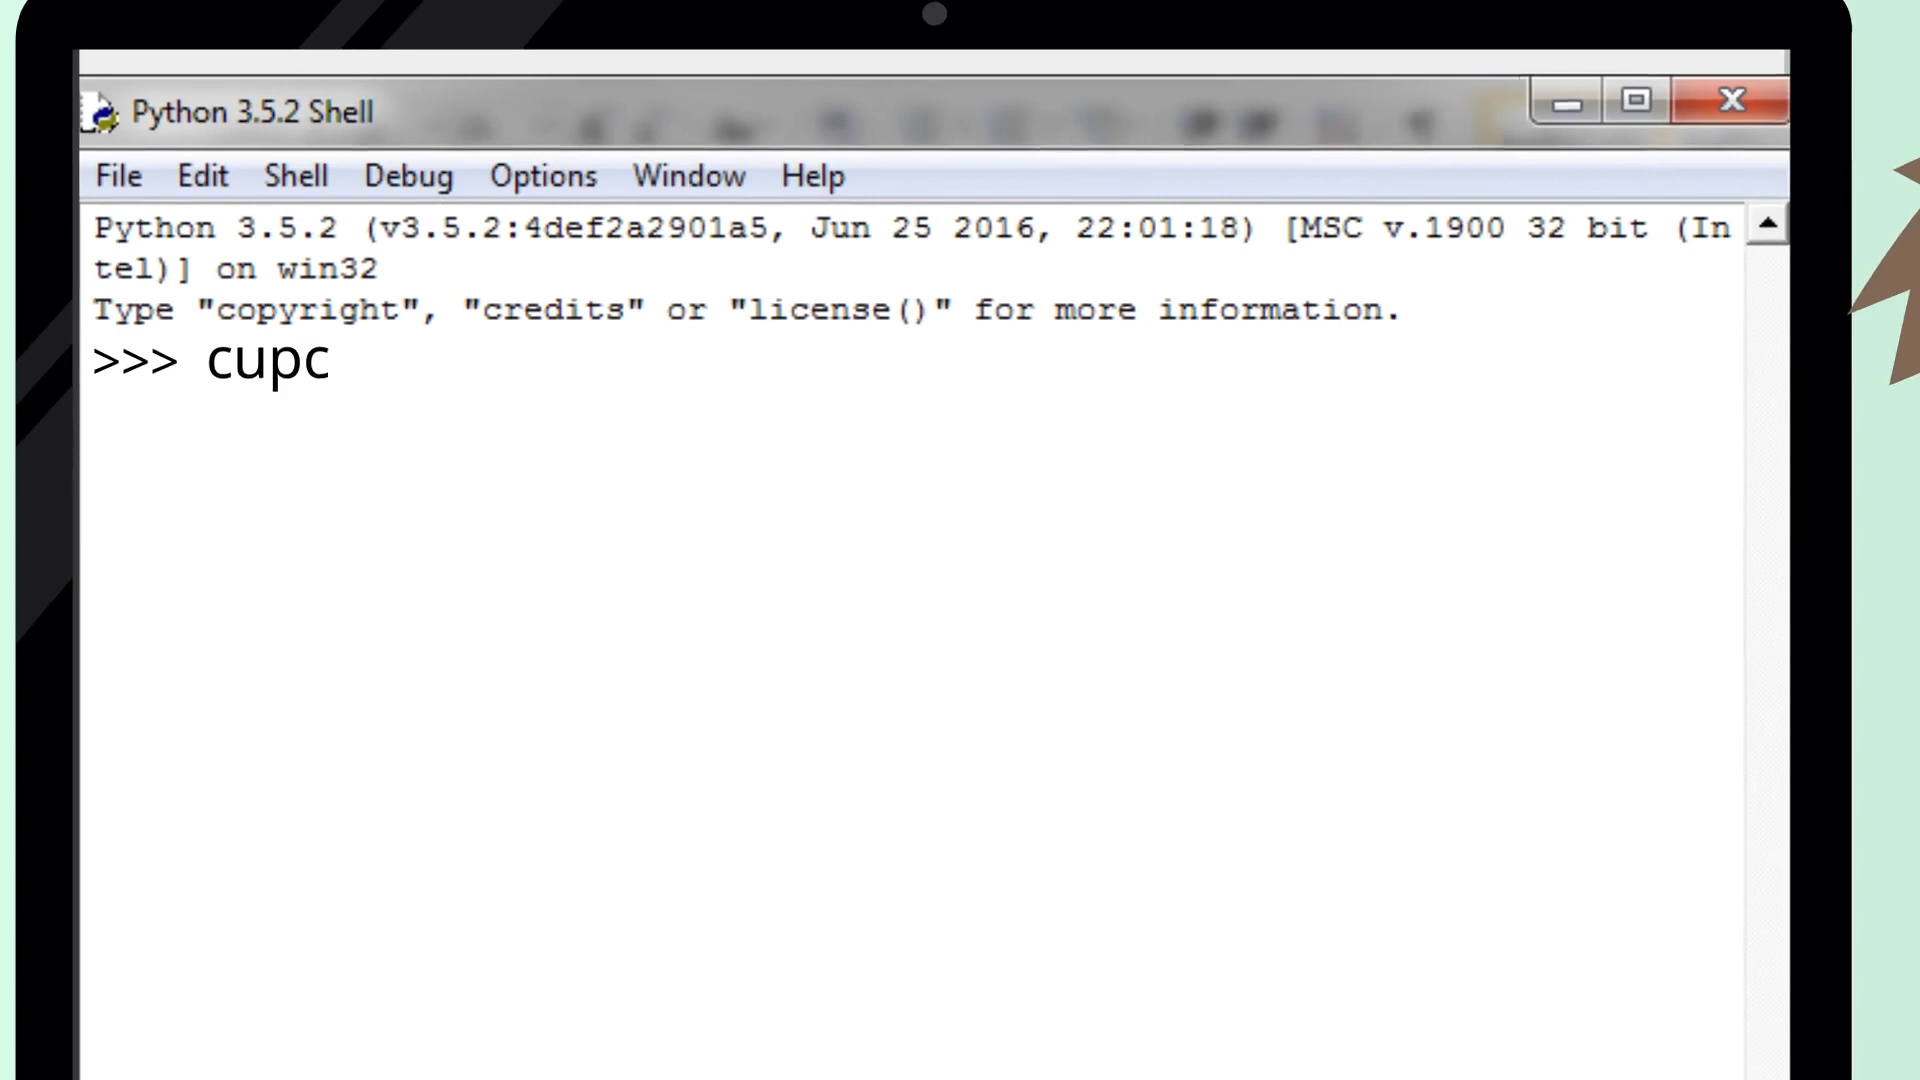 Python 3.5.2 Shell
File Edit Shell Debug Options Window Help
Python 3.5.2 (v3.5.2:4def2a2901a5, Jun 25 2016, 22:01:18) [MSC v.1900 32 bit (In
tel)] on win32
Type "copyright", "credits" or "license()" for more information.
>>> cupc